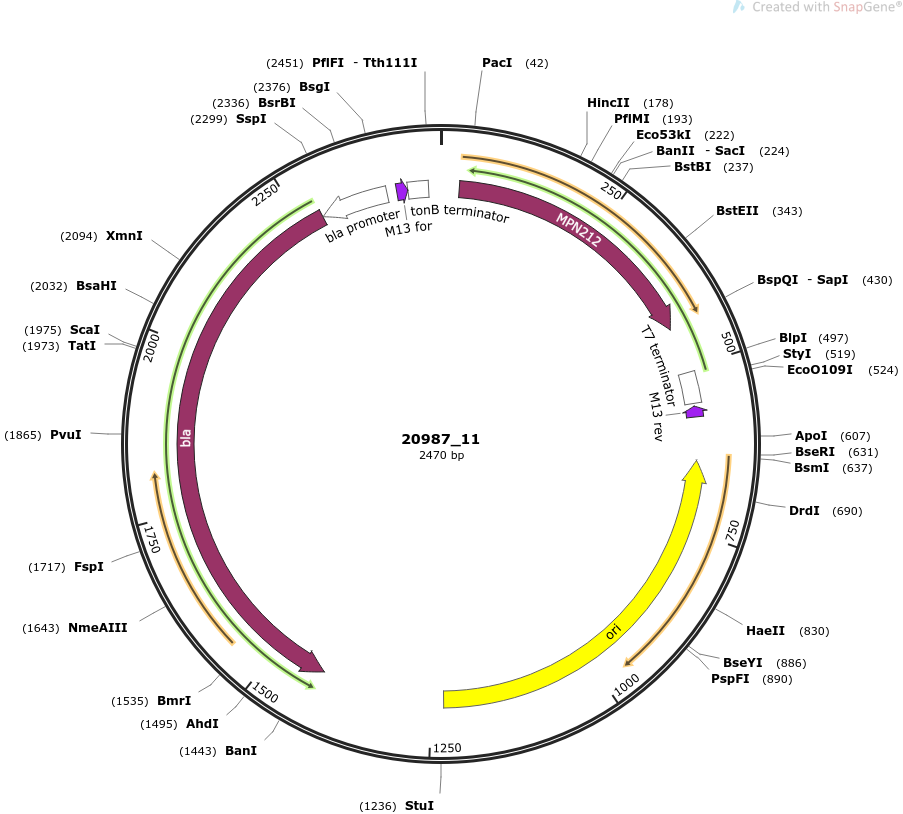 Created with SnapGene®
(2451) PflFI - Tth111I
PacI (42)
(2376) BsgI
(2336) BsrBI
(2299) SspI
HincII (178)
PflMI (193)
Eco53kI (222)
BanII - SacI (224)
BstBI (237)
BstEII (343)
BspQI - SapI (430)
BlpI (497)
StyI (519)
EcoO109I (524)
ApoI (607)
BseRI (631)
BsmI (637)
DrdI (690)
HaeII (830)
BseYI (886)
PspFI (890)
(1236) StuI
(1443) BanI
(1495) AhdI
(1535) BmrI
(1643) NmeAIII
(1717) FspI
(1865) PvuI
(1973) TatI
(1975) ScaI
(2032) BsaHI
(2094) XmnI
250
500
750
1000
1250
1500
1750
2000
2250
bla promoter
M13 for
tonB terminator
MPN212
T7 terminator
M13 rev
ori
bla
20987_11
2470 bp